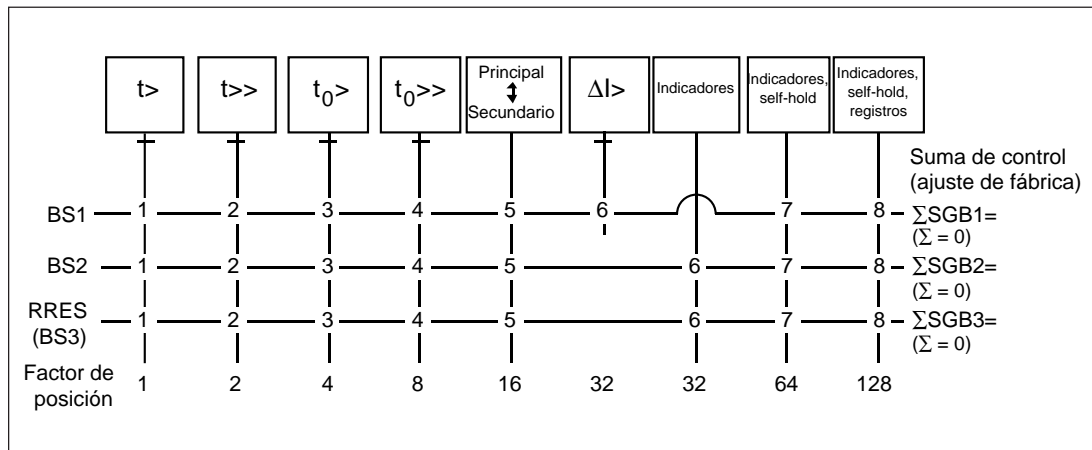 t>
t>>
t0>
t0>>
Principal
Secundario
ΔI>
Indicadores
Indicadores,
self-hold
Indicadores,
self-hold,
registros
Suma de control
(ajuste de fábrica)
BS1 1 2 3 4 5 6 7 8 ∑SGB1=
(∑ = 0)
BS2 1 2 3 4 5 6 7 8 ∑SGB2=
(∑ = 0)
RRES
(BS3) 1 2 3 4 5 6 7 8 ∑SGB3=
(∑ = 0)
Factor de
posición 1 2 4 8 16 32 32 64 128